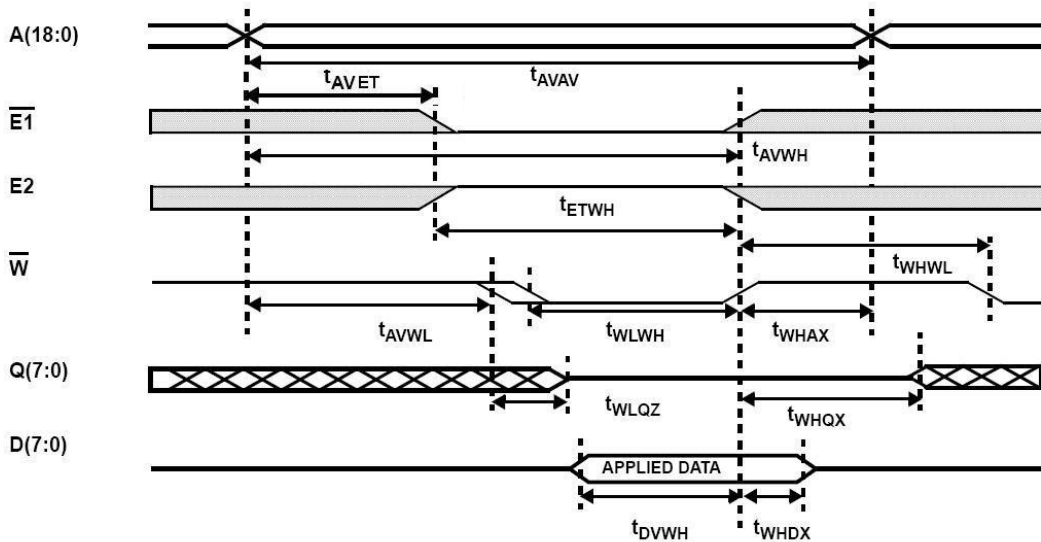 A(18:0)
tAVAV
tAVET
E1
tAVWH
E2
tETWH
W
tWHWL
tAVWL
tWLWH
tWHAX
Q(7:0)
tWLQZ
tWHQX
D(7:0)
APPLIED DATA
tDVWH
tWHDX